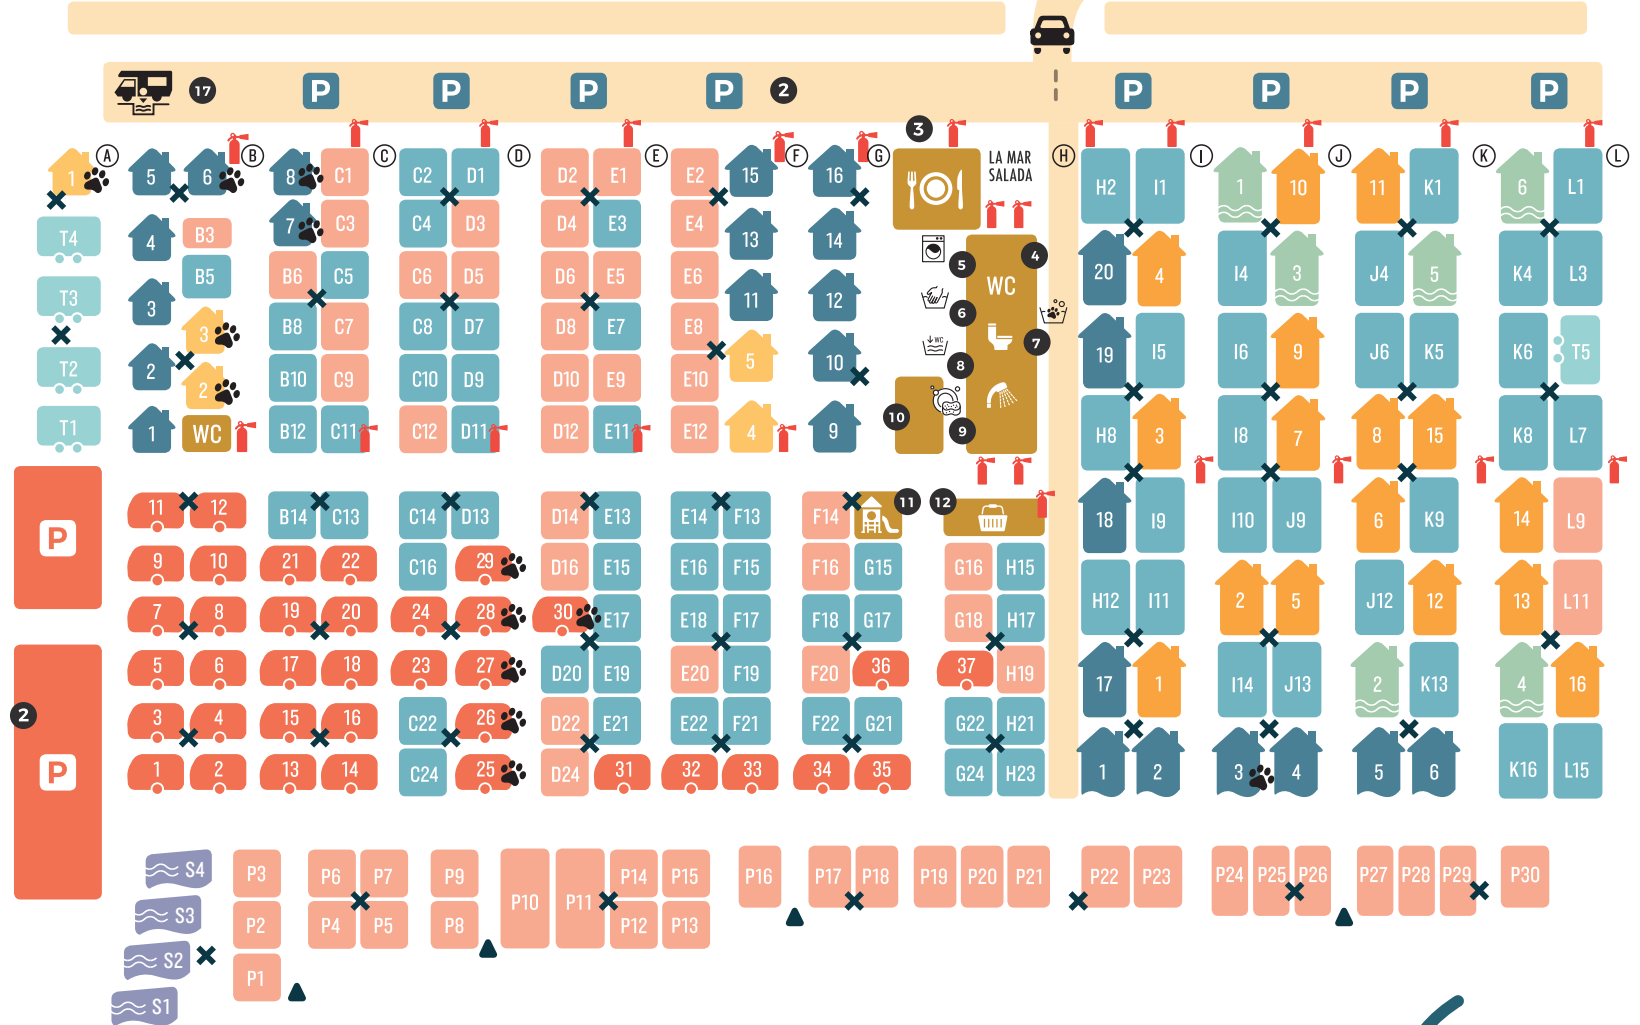 17 P P P P 2 P P P P
3
A B C D E F G H I J K L
LA MAR
SALADA
1 5 6 8 C1 C2 D1 D2 E1 E2 15 16 H2 I1 1 10 11 K1 6 L1
T4 4 B3 7 C3 C4 D3 D4 E3 E4 13 14
5 4
B5 B6 C5 C6 D5 D6 E5 E6 WC 20 4 I4 3 J4 5 K4 L3
T3 3 11 12
6
3 B8 C7 C8 D7 D8 E7 E8 7
T2 2 5 10 8 19 I5 I6 9 J6 K5 K6 T5
2 B10 C9 C10 D9 D10 E9 E10
10 9
T1 1 WC B12 C11 C12 D11 D12 E11 E12 4 9 H8 3 I8 7 8 15 K8 L7
P 11 12 B14 C13 C14 D13 D14 E13 E14 F13 F14 11 12 18 I9 I10 J9 6 K9 14 L9
9 10 21 22 C16 29 D16 E15 E16 F15 F16 G15 G16 H15
7 8 19 20 24 28 30 E17 E18 F17 F18 G17 G18 H17 H12 I11 2 5 J12 12 13 L11
5 6 17 18 23 27 D20 E19 E20 F19 F20 36 37 H19 17 1 I14 J13 2 K13 4 16
2 3 4 15 16 C22 26 D22 E21 E22 F21 F22 G21 G22 H21
P 1 2 13 14 C24 25 D24 31 32 33 34 35 G24 H23 1 2 3 4 5 6 K16 L15
S4 P3 P6 P7 P9 P10 P11 P14 P15 P16 P17 P18 P19 P20 P21 P22 P23 P24 P25 P26 P27 P28 P29 P30
S3 P2 P4 P5 P8 P12 P13
S2 P1
S1